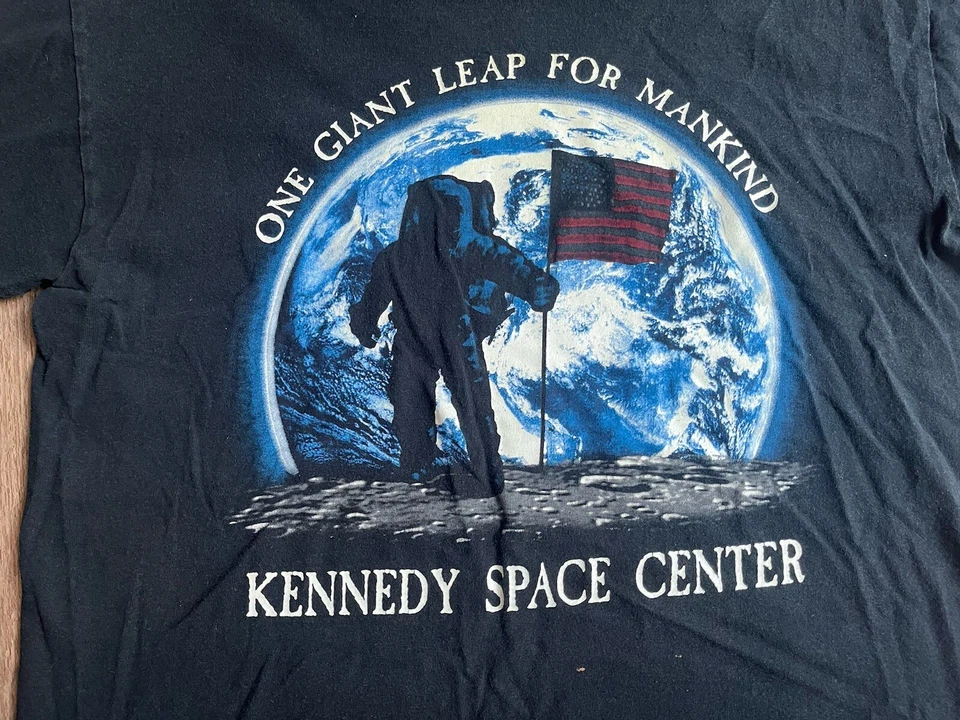 ONE GIANT LEAP FOR MANKIND
KENNEDY SPACE CENTER